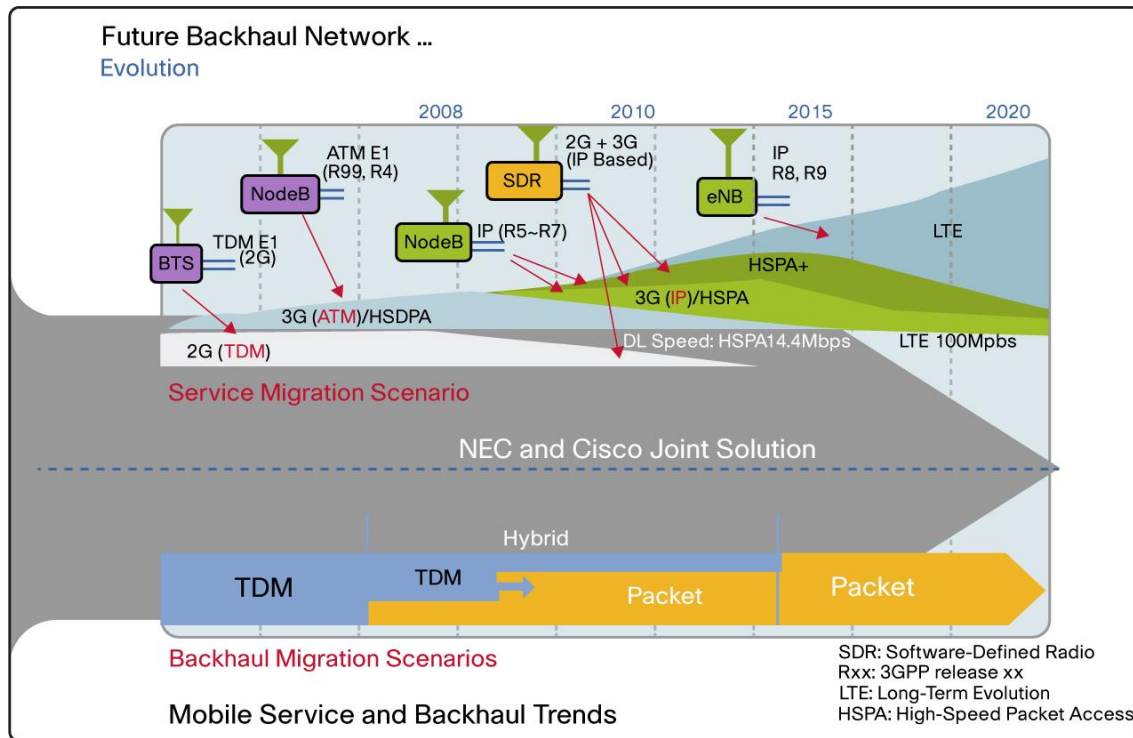 Future Backhaul Network ...
Evolution
2008
2010
2015
2020
ATM E1
(R99, R4)
NodeB
2G + 3G
(IP Based)
SDR
IP
R8, R9
eNB
TDM E1
(2G)
BTS
NodeB
IP (R5~R7)
LTE
HSPA+
3G (IP)/HSPA
3G (ATM)/HSDPA
DL Speed: HSPA14.4Mbps
LTE 100Mpbs
2G (TDM)
Service Migration Scenario
NEC and Cisco Joint Solution
Hybrid
TDM
TDM
Packet
Packet
Backhaul Migration Scenarios
SDR: Software-Defined Radio
Rxx: 3GPP release xx
LTE: Long-Term Evolution
HSPA: High-Speed Packet Access
Mobile Service and Backhaul Trends